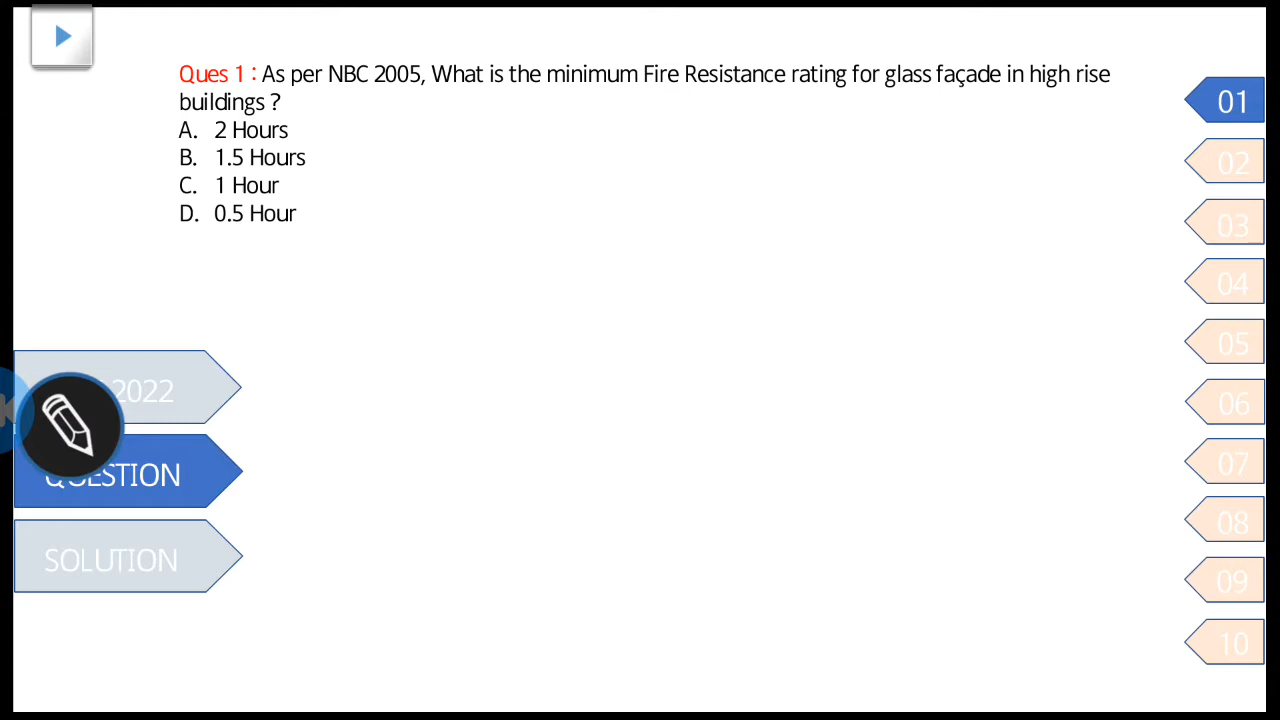 Ques 1 : As per NBC 2005, What is the minimum Fire Resistance rating for glass façade in high rise
buildings ?
A. 2 Hours
B. 1.5 Hours
C. 1 Hour
D. 0.5 Hour
2022
QUESTION
SOLUTION
01
02
03
04
05
06
07
08
09
10